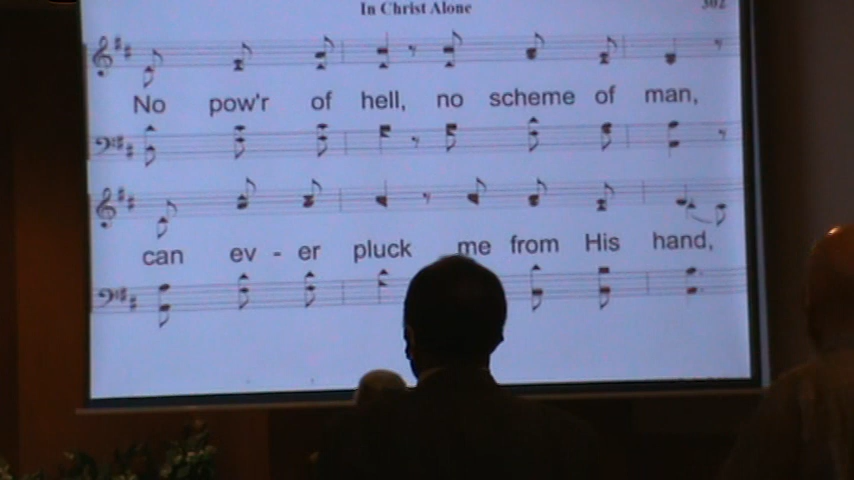 In Christ Alone
302
No pow'r of hell, no scheme of man,
can ev - er pluck me from His hand,